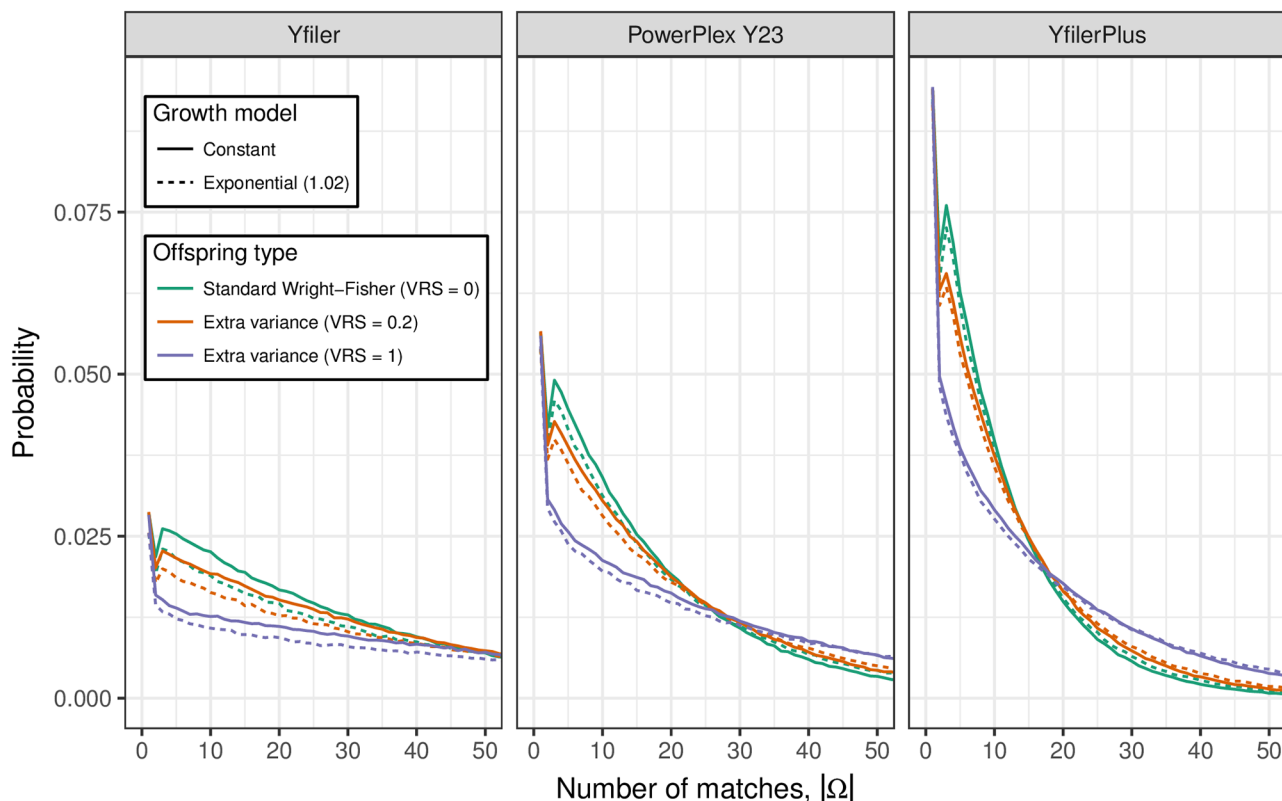 Yfiler
PowerPlex Y23
YfilerPlus
Growth model
Constant
Exponential (1.02)
Offspring type
Standard Wright−Fisher (VRS = 0)
Extra variance (VRS = 0.2)
Extra variance (VRS = 1)
Probability
0.075
0.050
0.025
0.000
0 10 20 30 40 50
0 10 20 30 40 50
0 10 20 30 40 50
Number of matches, |Ω|